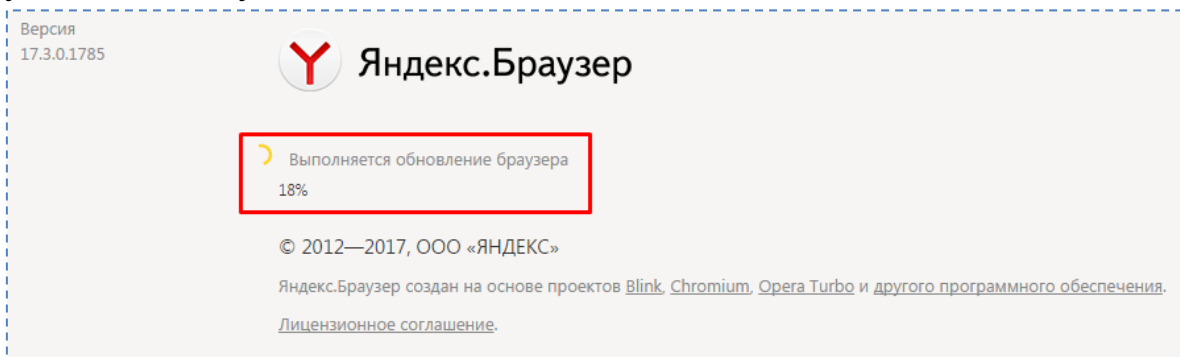 Версия
17.3.0.1785
Яндекс.Браузер
Выполняется обновление браузера
18%
© 2012—2017, ООО «ЯНДЕКС»
Яндекс.Браузер создан на основе проектов Blink, Chromium, Opera Turbo и другого программного обеспечения.
Лицензионное соглашение.